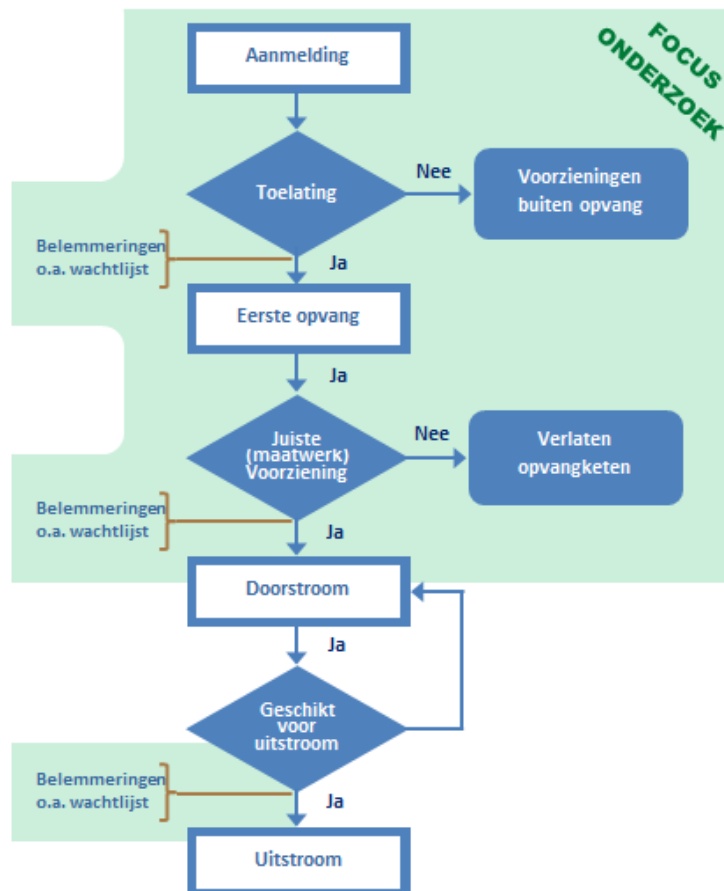 FOCUS
ONDERZOEK
Aanmelding
Toelating
Nee
Voorzieningen
buiten opvang
Belemmeringen
o.a. wachtlijst
Ja
Eerste opvang
Ja
Juiste
(maatwerk)
Voorziening
Nee
Verlaten
opvangketen
Belemmeringen
o.a. wachtlijst
Ja
Doorstroom
Ja
Geschikt
voor
uitstroom
Belemmeringen
o.a. wachtlijst
Ja
Uitstroom